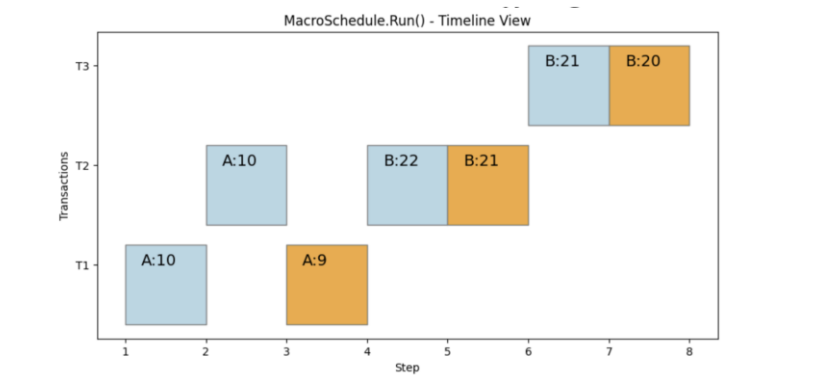 MacroSchedule.Run() - Timeline View
T3
B:21 B:20
T2
A:10 B:22 B:21
Transactions
T1
A:10 A:9
1 2 3 4 5 6 7 8
Step